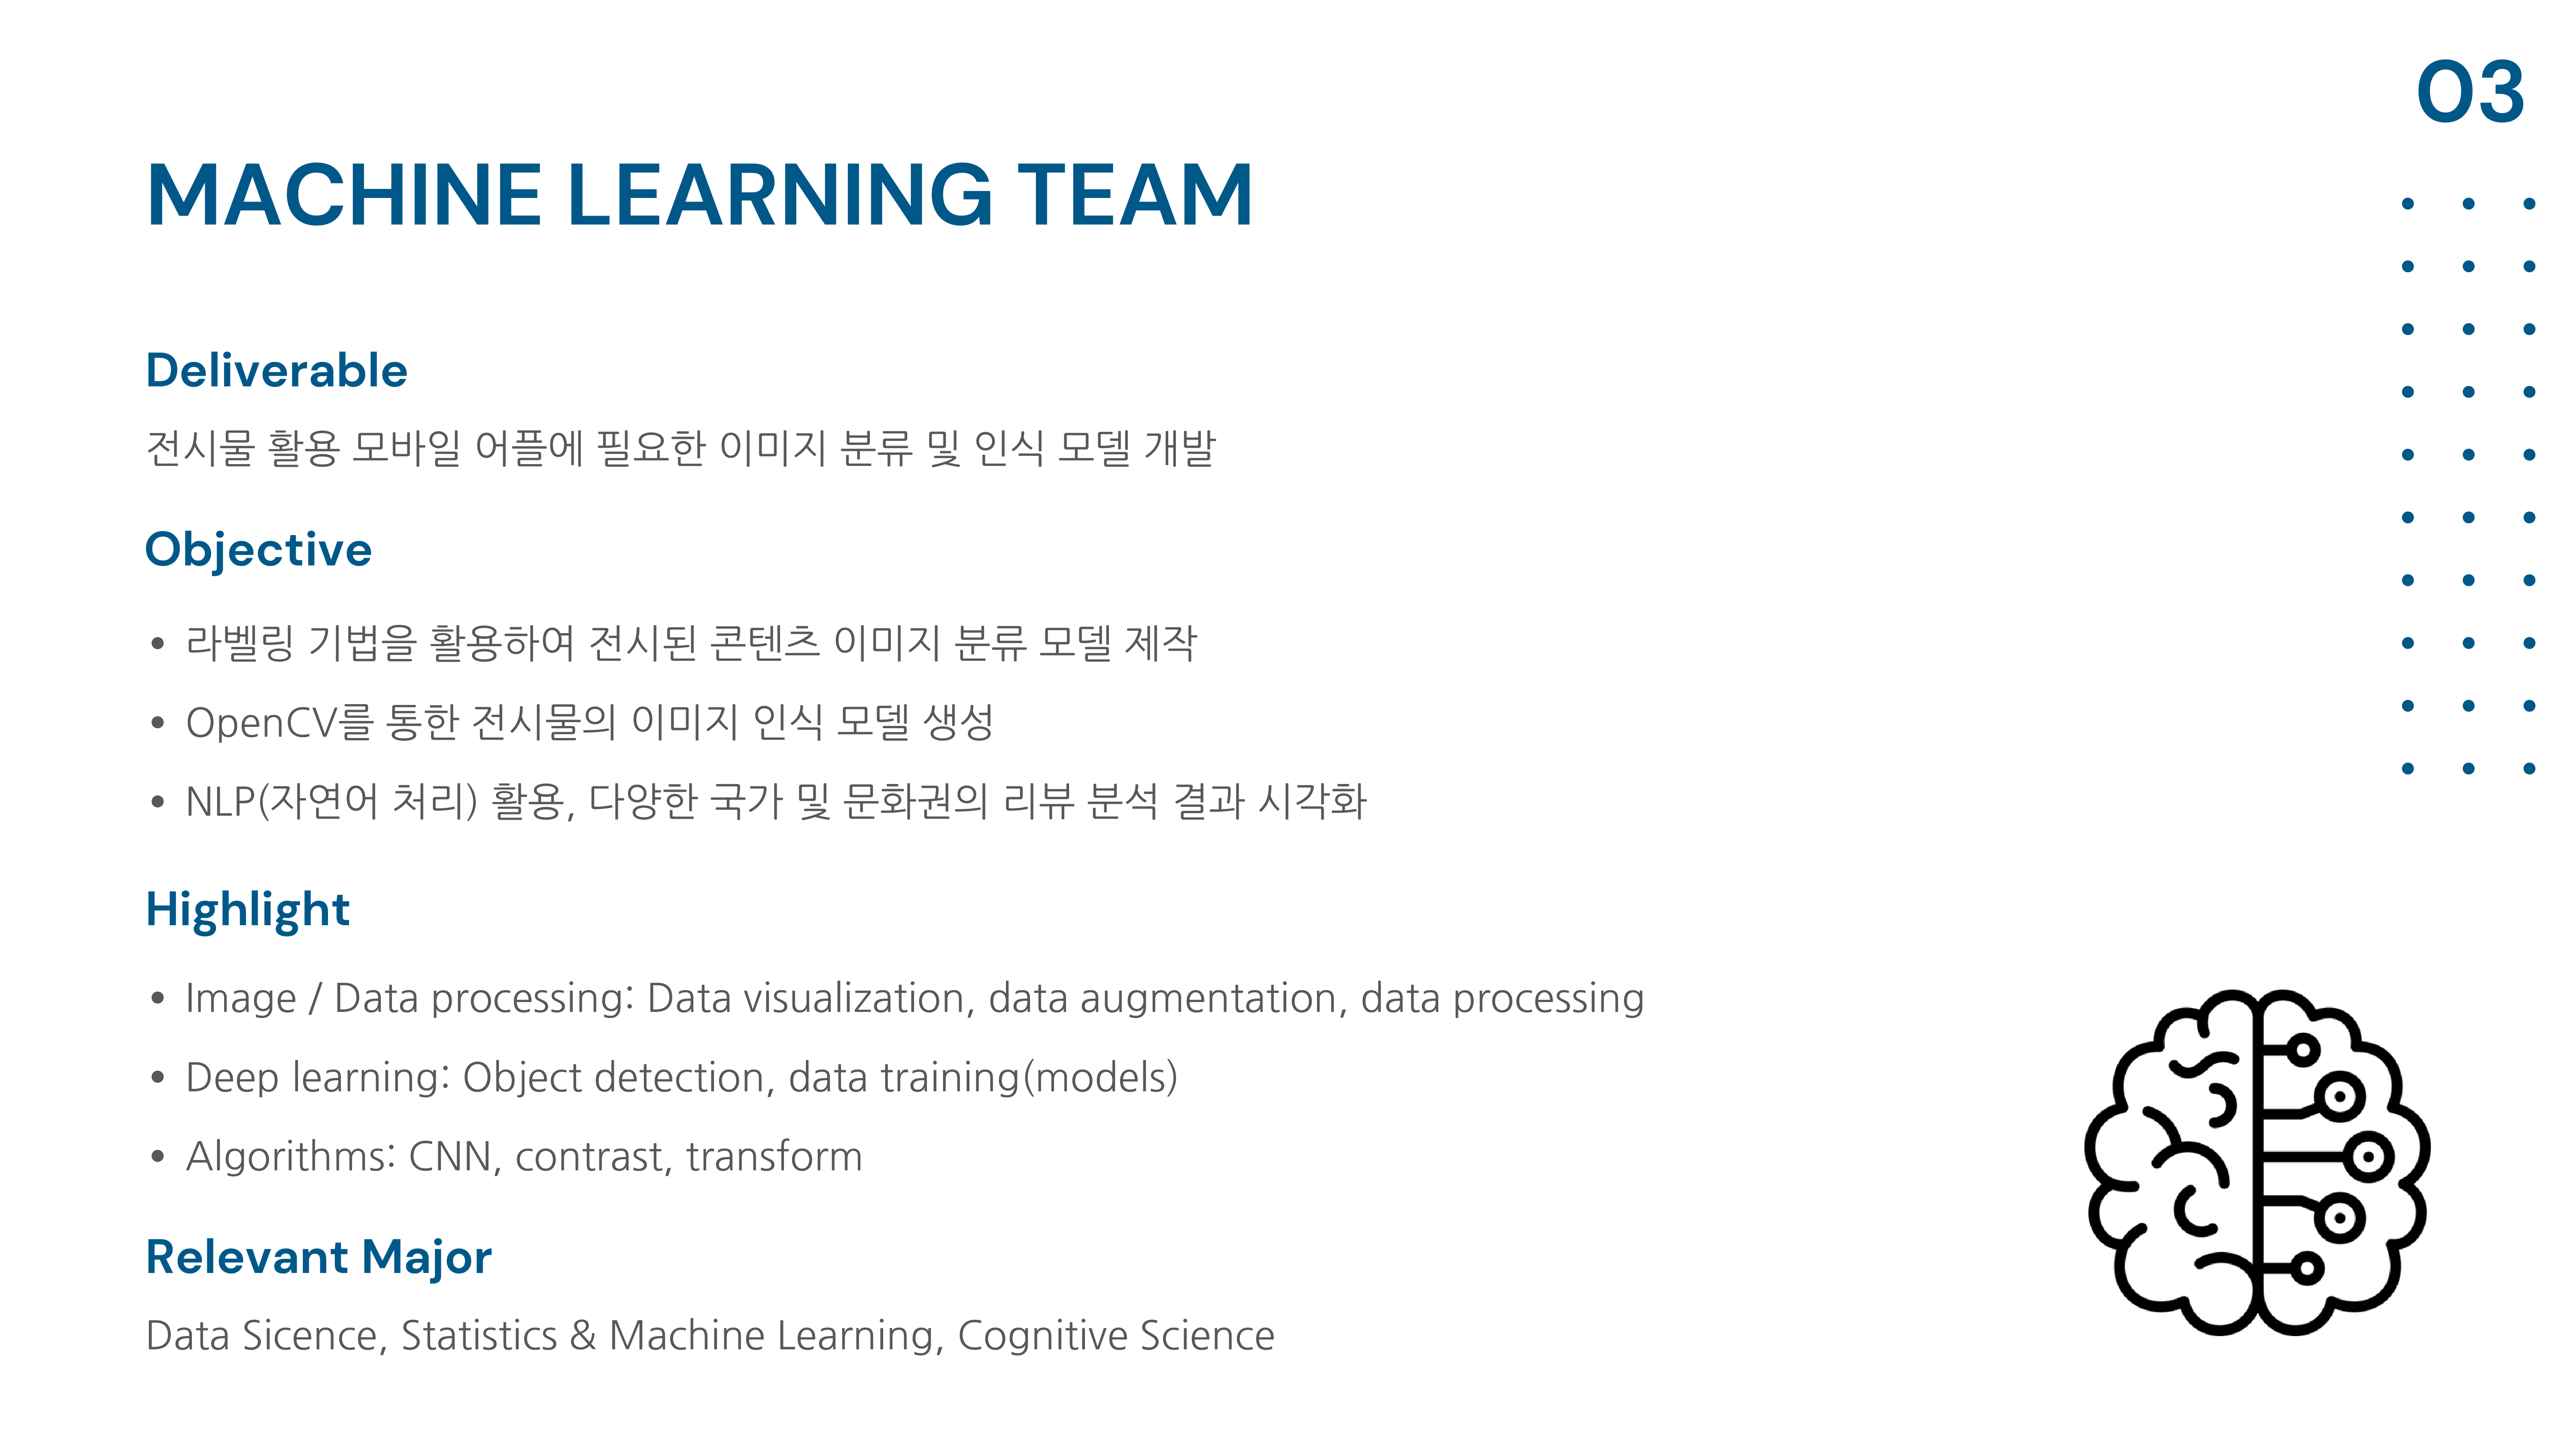 03
MACHINE LEARNING TEAM
Deliverable
전시물 활용 모바일 어플에 필요한 이미지 분류 및 인식 모델 개발
Objective
• 라벨링 기법을 활용하여 전시된 콘텐츠 이미지 분류 모델 제작
• OpenCV를 통한 전시물의 이미지 인식 모델 생성
• NLP(자연어 처리) 활용, 다양한 국가 및 문화권의 리뷰 분석 결과 시각화
Highlight
• Image / Data processing: Data visualization, data augmentation, data processing
• Deep learning: Object detection, data training(models)
• Algorithms: CNN, contrast, transform
Relevant Major
Data Sicence, Statistics & Machine Learning, Cognitive Science